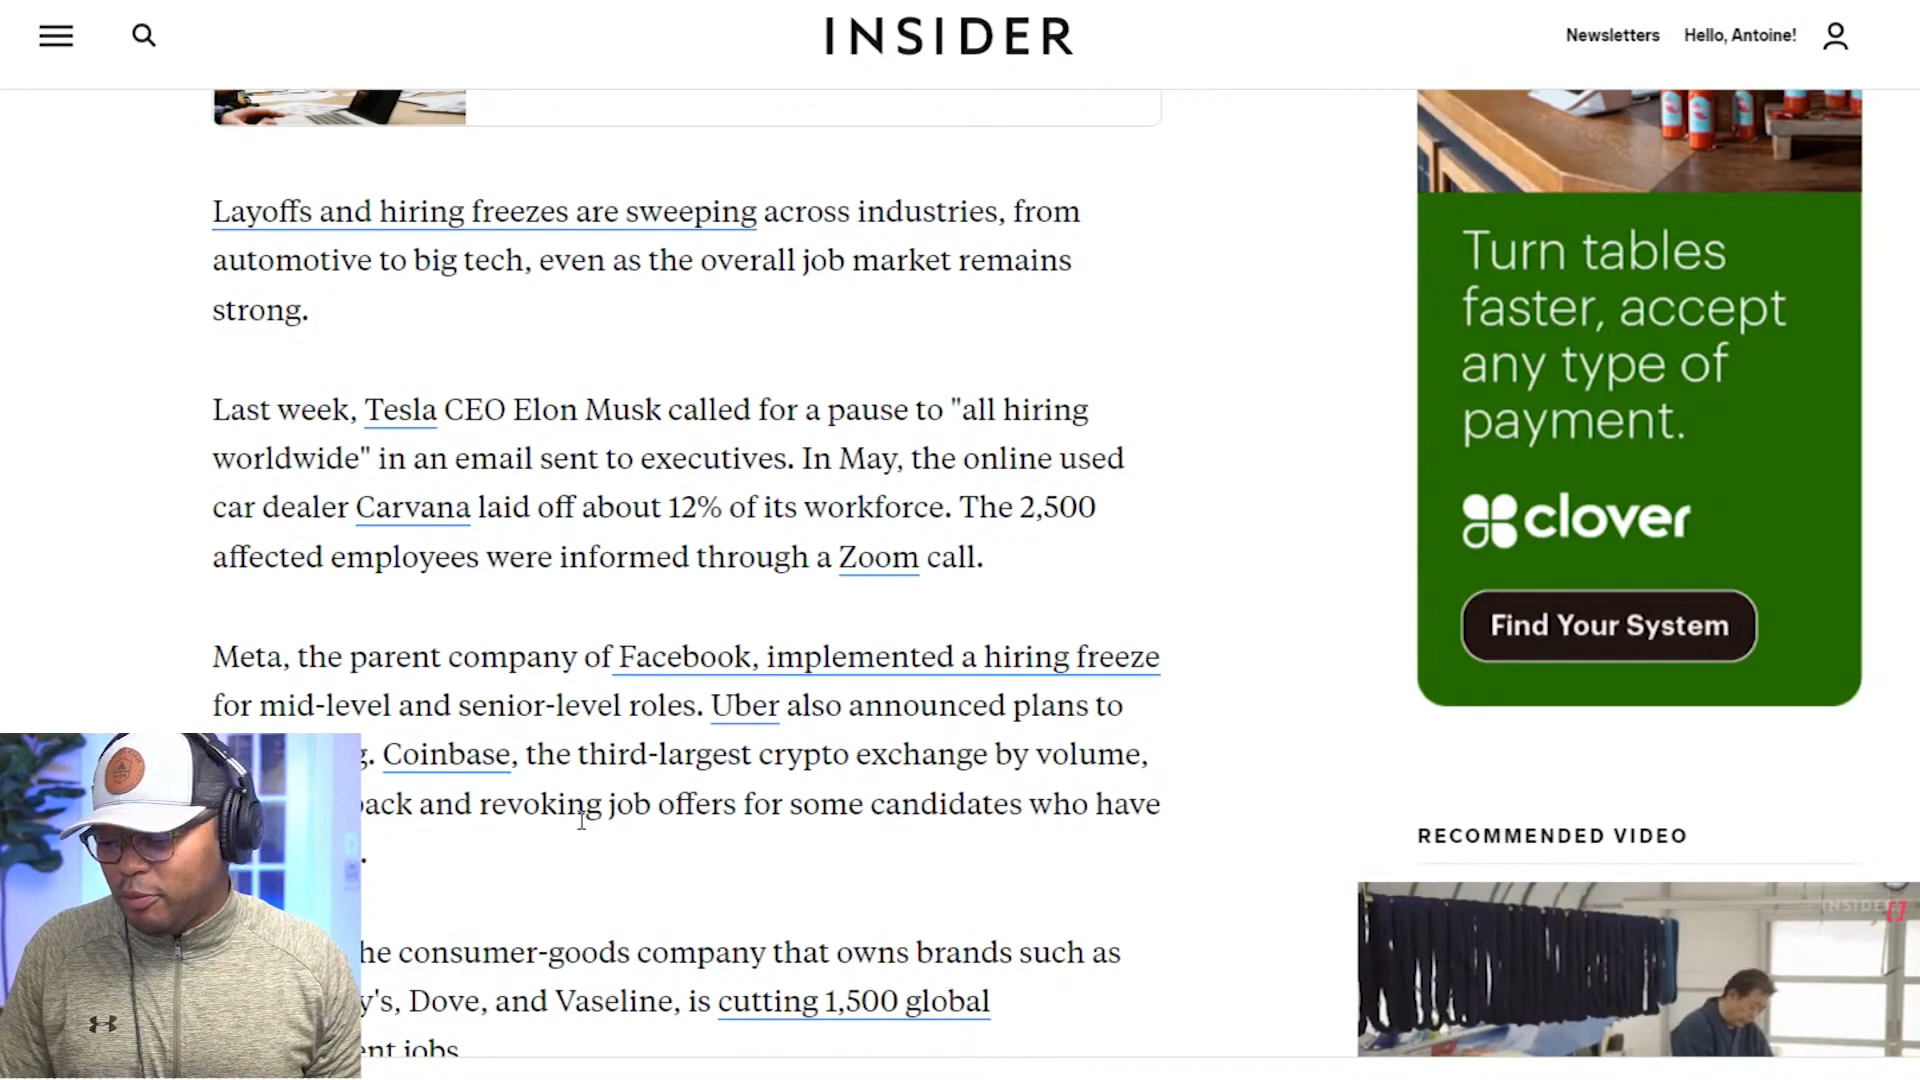 INSIDER
Newsletters Hello, Antoine!
Layoffs and hiring freezes are sweeping across industries, from
automotive to big tech, even as the overall job market remains
strong.
Last week, Tesla CEO Elon Musk called for a pause to "all hiring
worldwide" in an email sent to executives. In May, the online used
car dealer Carvana laid off about 12% of its workforce. The 2,500
affected employees were informed through a Zoom call.
Meta, the parent company of Facebook, implemented a hiring freeze
for mid-level and senior-level roles. Uber also announced plans to
. Coinbase, the third-largest crypto exchange by volume,
and revoking job offers for some candidates who have
.
consumer-goods company that owns brands such as
Dove, and Vaseline, is cutting 1,500 global
jobs
Turn tables
faster, accept
any type of
payment.
clover
Find Your System
RECOMMENDED VIDEO
INSIDER